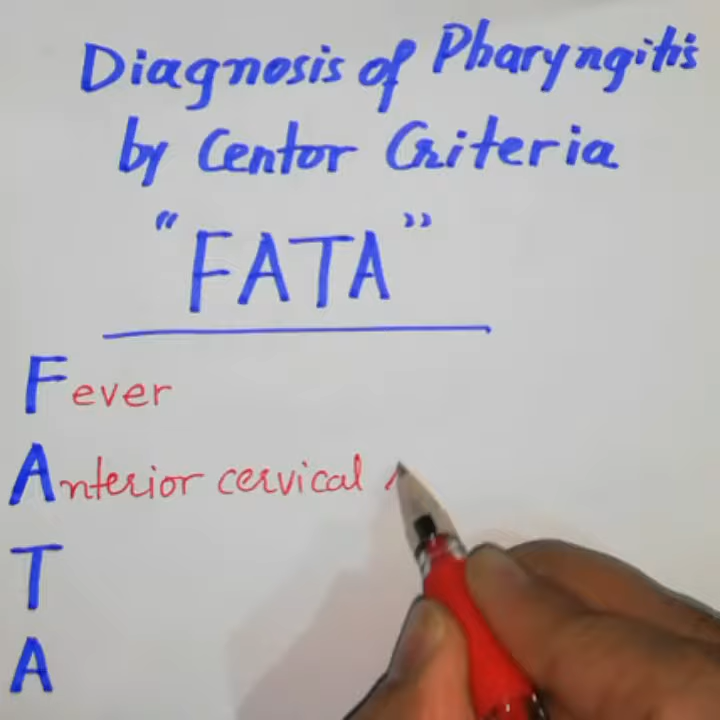 Diagnosis of Pharyngitis
by Centor Criteria
"FATA"
Fever
Anterior cervical
T
A